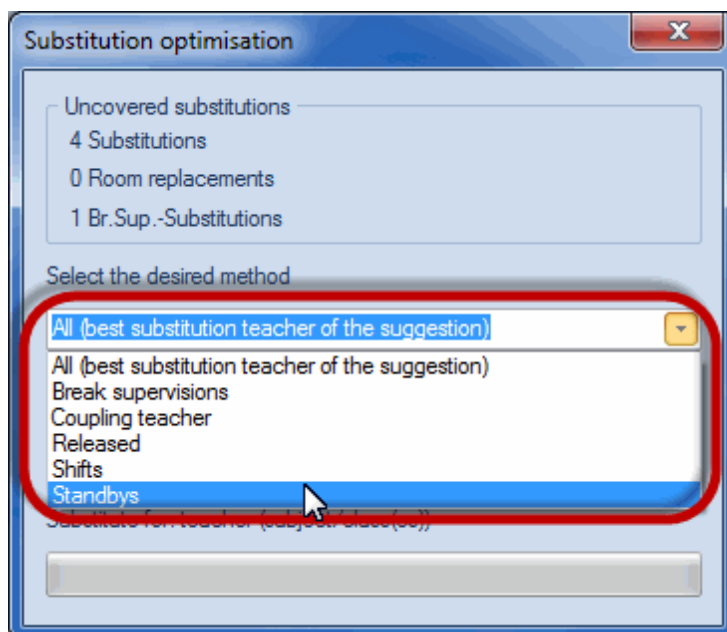 Substitution optimisation
Uncovered substitutions
4 Substitutions
0 Room replacements
1 Br.Sup.-Substitutions
Select the desired method
All (best substitution teacher of the suggestion)
All (best substitution teacher of the suggestion)
Break supervisions
Coupling teacher
Released
Shifts
Standbys